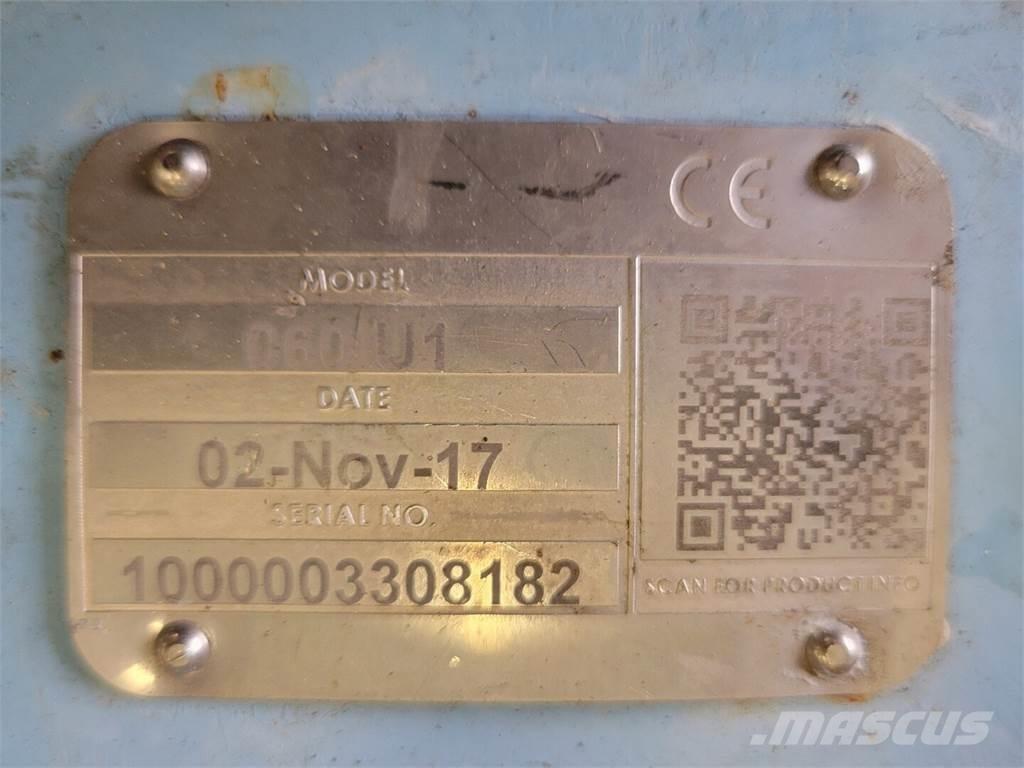 CE
MODEL
060/U1
DATE
02-Nov-17
SERIAL NO.
1000003308182
SCAN FOR PRODUCT INFO
MASCUS